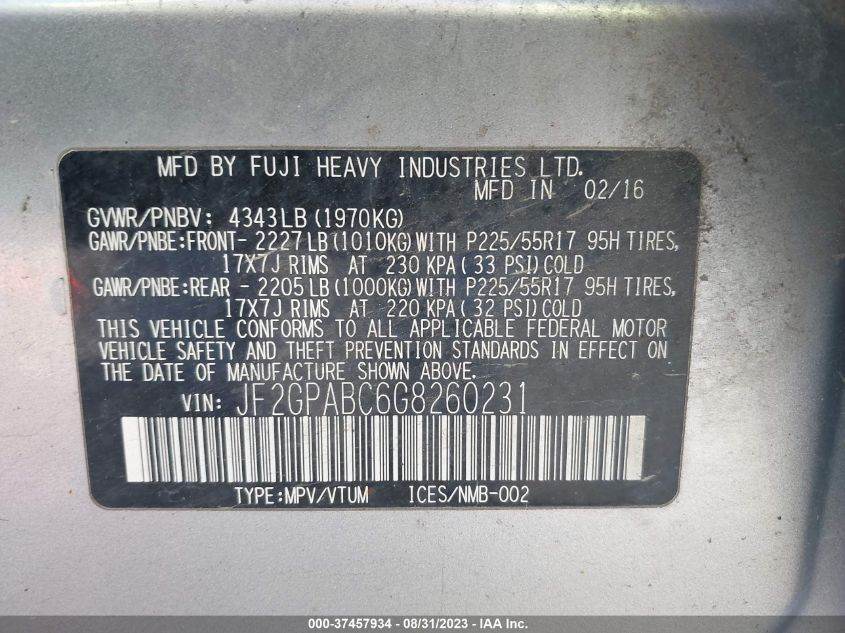 MFD BY FUJI HEAVY INDUSTRIES LTD.
MFD IN 02/16
GVWR/PNBV: 4343LB (1970KG)
GAWR/PNBE:FRONT- 2227LB(1010KG)WITH P225/55R17 95H TIRES,
17X7J RIMS AT 230 KPA( 33 PSI)COLD
GAWR/PNBE:REAR - 2205LB(1000KG)WITH P225/55R17 95H TIRES,
17X7J RIMS AT 220 KPA( 32 PSI)COLD
THIS VEHICLE CONFORMS TO ALL APPLICABLE FEDERAL MOTOR
VEHICLE SAFETY AND THEFT PREVENTION STANDARDS IN EFFECT ON
THE DATE OF MANUFACTURE SHOWN ABOVE.
VIN: JF2GPABC6G8260231
TYPE:MPV/VTUM ICES/NMB-002
000-37457934 - 08/31/2023 - Copyright IAA, Inc.